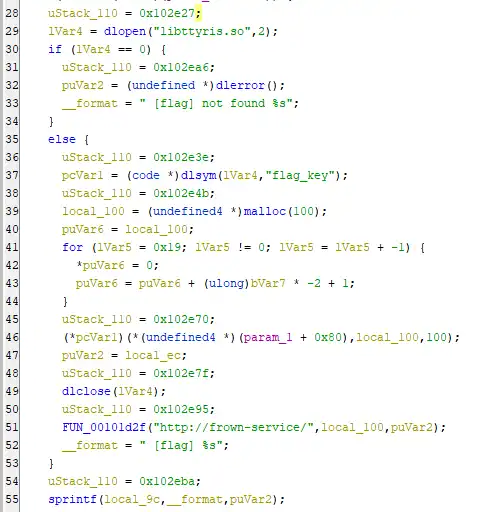 28 uStack_110 = 0x102e27;
29 lVar4 = dlopen("libttyris.so",2);
30 if (lVar4 == 0) {
31 uStack_110 = 0x102ea6;
32 puVar2 = (undefined *)dlerror();
33 __format = " [flag] not found %s";
34 }
35 else {
36 uStack_110 = 0x102e3e;
37 pcVar1 = (code *)dlsym(lVar4,"flag_key");
38 uStack_110 = 0x102e4b;
39 local_100 = (undefined4 *)malloc(100);
40 puVar6 = local_100;
41 for (lVar5 = 0x19; lVar5 != 0; lVar5 = lVar5 + -1) {
42 *puVar6 = 0;
43 puVar6 = puVar6 + (ulong)bVar7 * -2 + 1;
44 }
45 uStack_110 = 0x102e70;
46 (*pcVar1)(*(undefined4 *)(param_1 + 0x80),local_100,100);
47 puVar2 = local_ec;
48 uStack_110 = 0x102e7f;
49 dlclose(lVar4);
50 uStack_110 = 0x102e95;
51 FUN_00101d2f("http://frown-service/",local_100,puVar2);
52 __format = " [flag] %s";
53 }
54 uStack_110 = 0x102eba;
55 sprintf(local_9c,__format,puVar2);